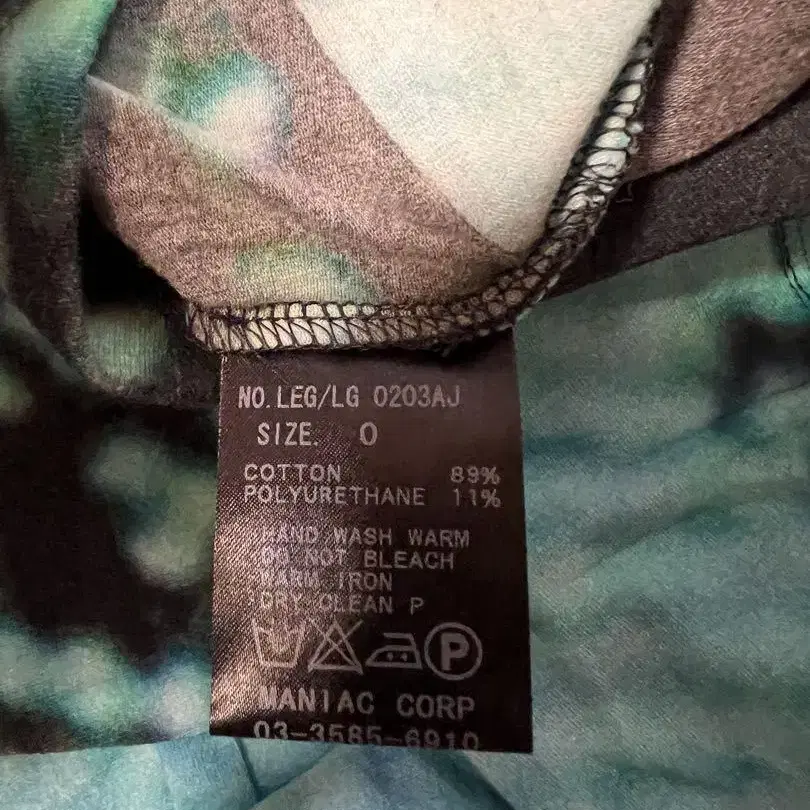 NO.LEG/LG 0203AJ
SIZE. 0
COTTON 89%
POLYURETHANE 11%
HAND WASH WARM
DO NOT BLEACH
WARM IRON
DRY CLEAN P
P
MANIAC CORP
03-3585-6910